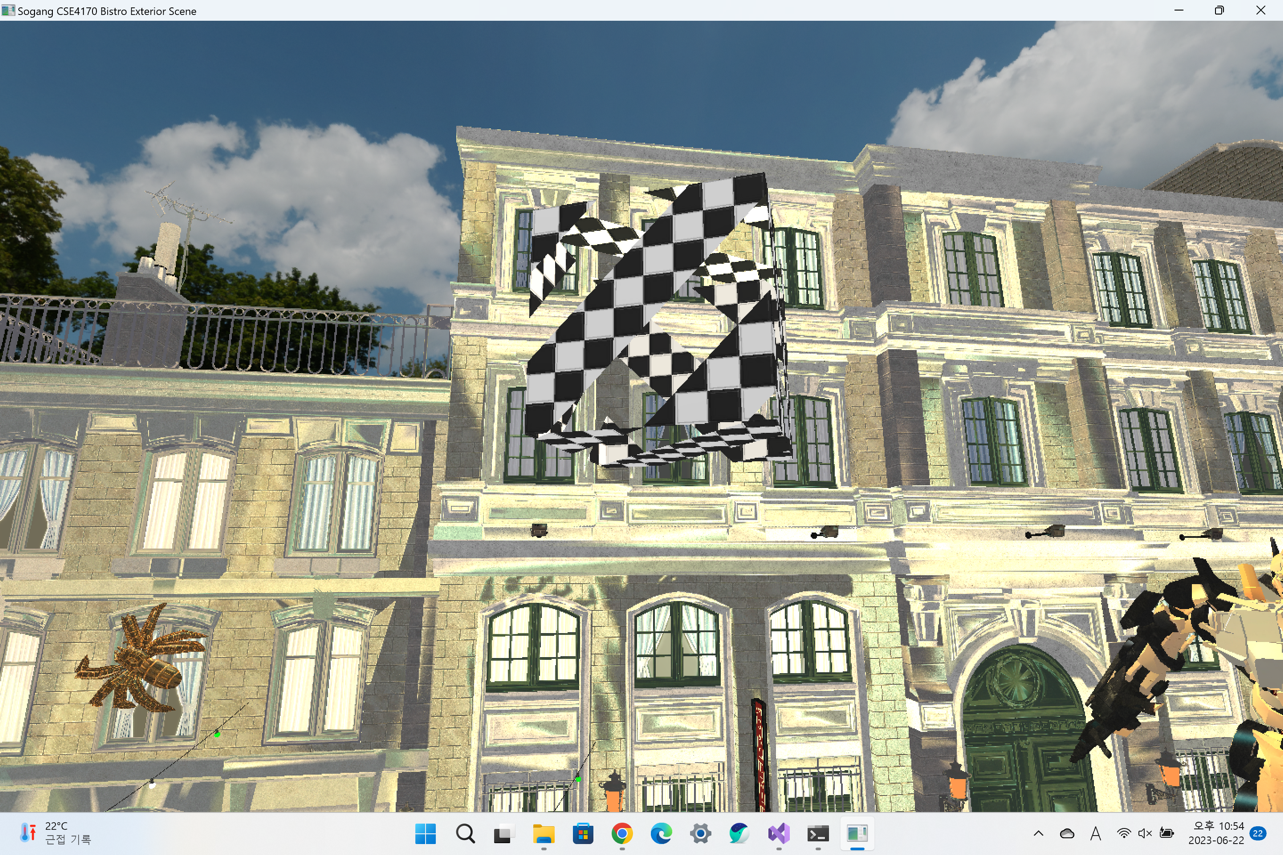 Sogang CSE4170 Bistro Exterior Scene
22°C
근접 기록
A
오후 10:54
2023-06-22
22